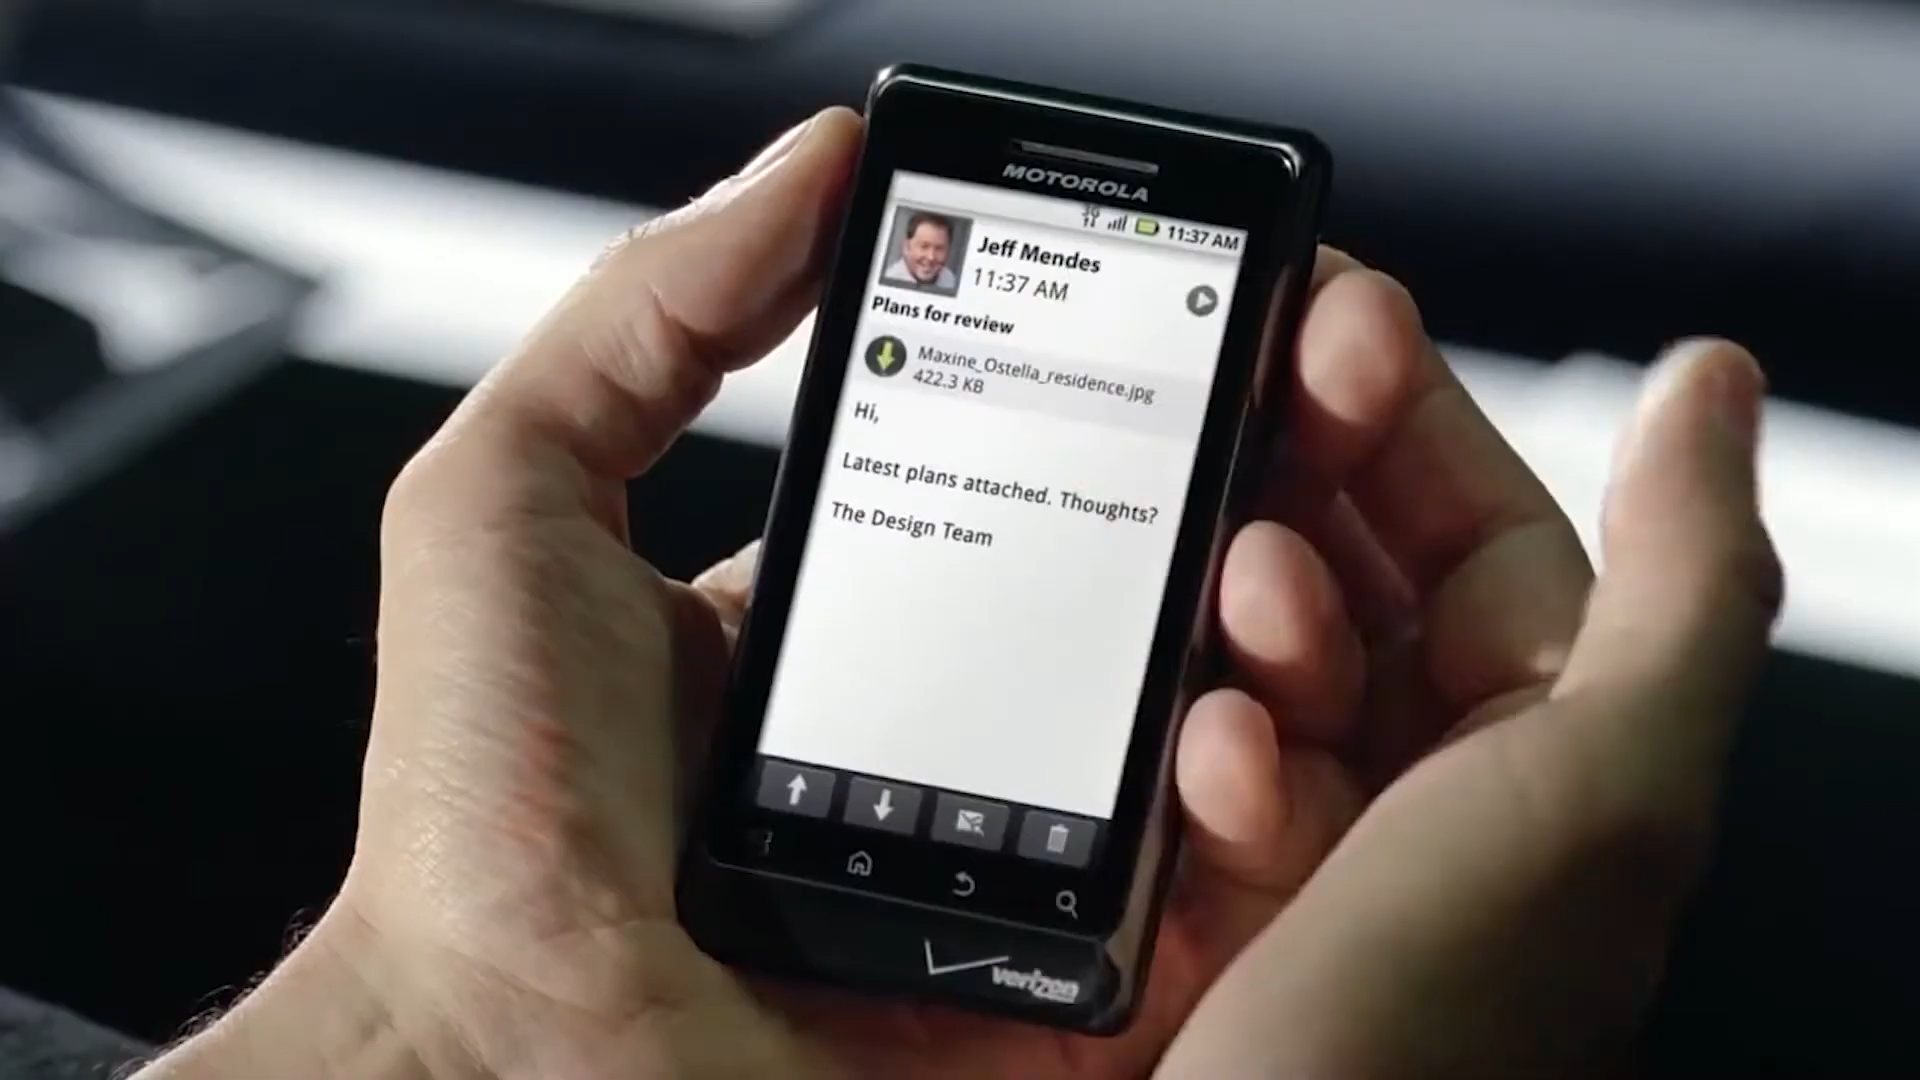 MOTOROLA
3G 11:37 AM
Jeff Mendes
11:37 AM
Plans for review
Maxine_Ostella_residence.jpg
422.3 KB
Hi,
Latest plans attached. Thoughts?
The Design Team
verizon